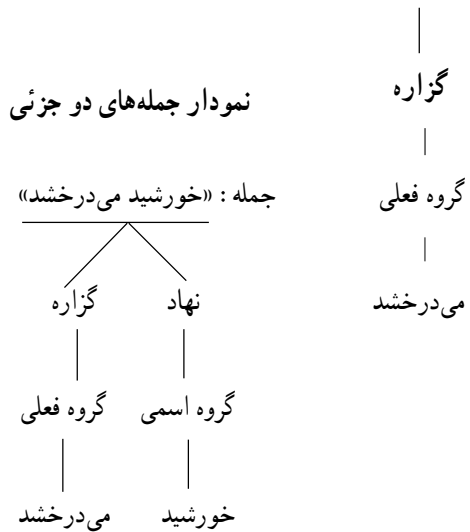 گزاره
گروه فعلی
می‌درخشد
نمودار جمله‌های دو جزئی
جمله : «خورشید می‌درخشد»
نهاد گزاره
گروه اسمی گروه فعلی
خورشید می‌درخشد